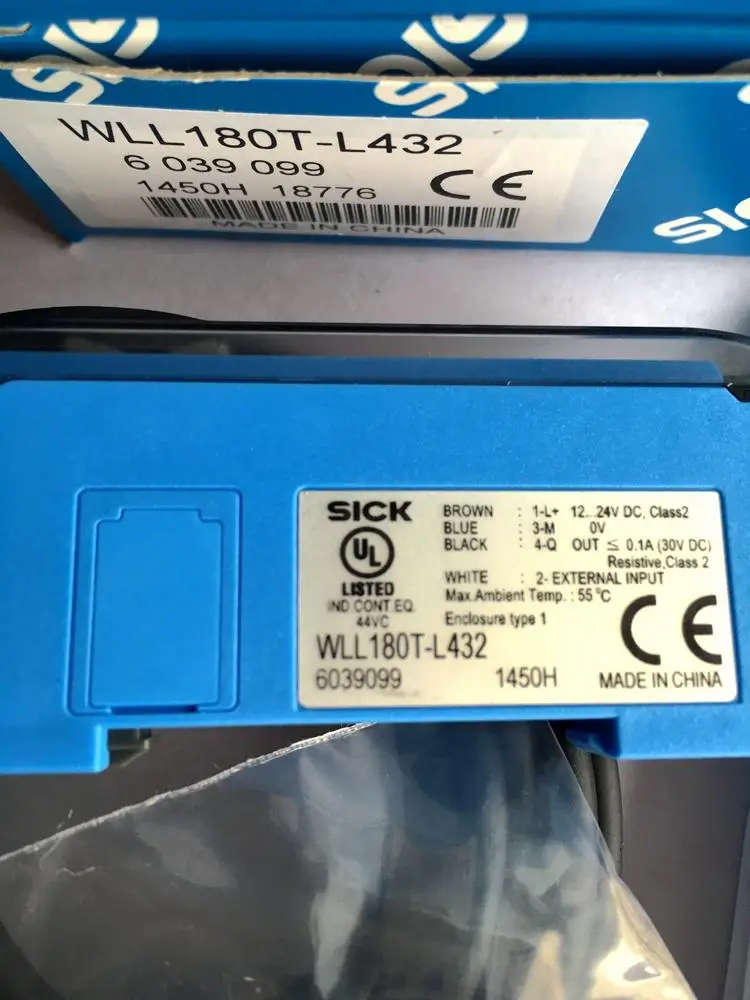 SICK
SICK
WLL180T-L432
6 039 099
1450H 18776
CE
MADE IN CHINA
SICK
SICK
UL
LISTED
IND.CONT.EQ.
44VC
BROWN : 1-L+ 12...24V DC, Class2
BLUE : 3-M 0V
BLACK : 4-Q OUT ≤ 0.1A (30V DC)
Resistive,Class 2
WHITE : 2- EXTERNAL INPUT
Max.Ambient Temp. : 55 °C
Enclosure type 1
CE
WLL180T-L432
6039099 1450H MADE IN CHINA